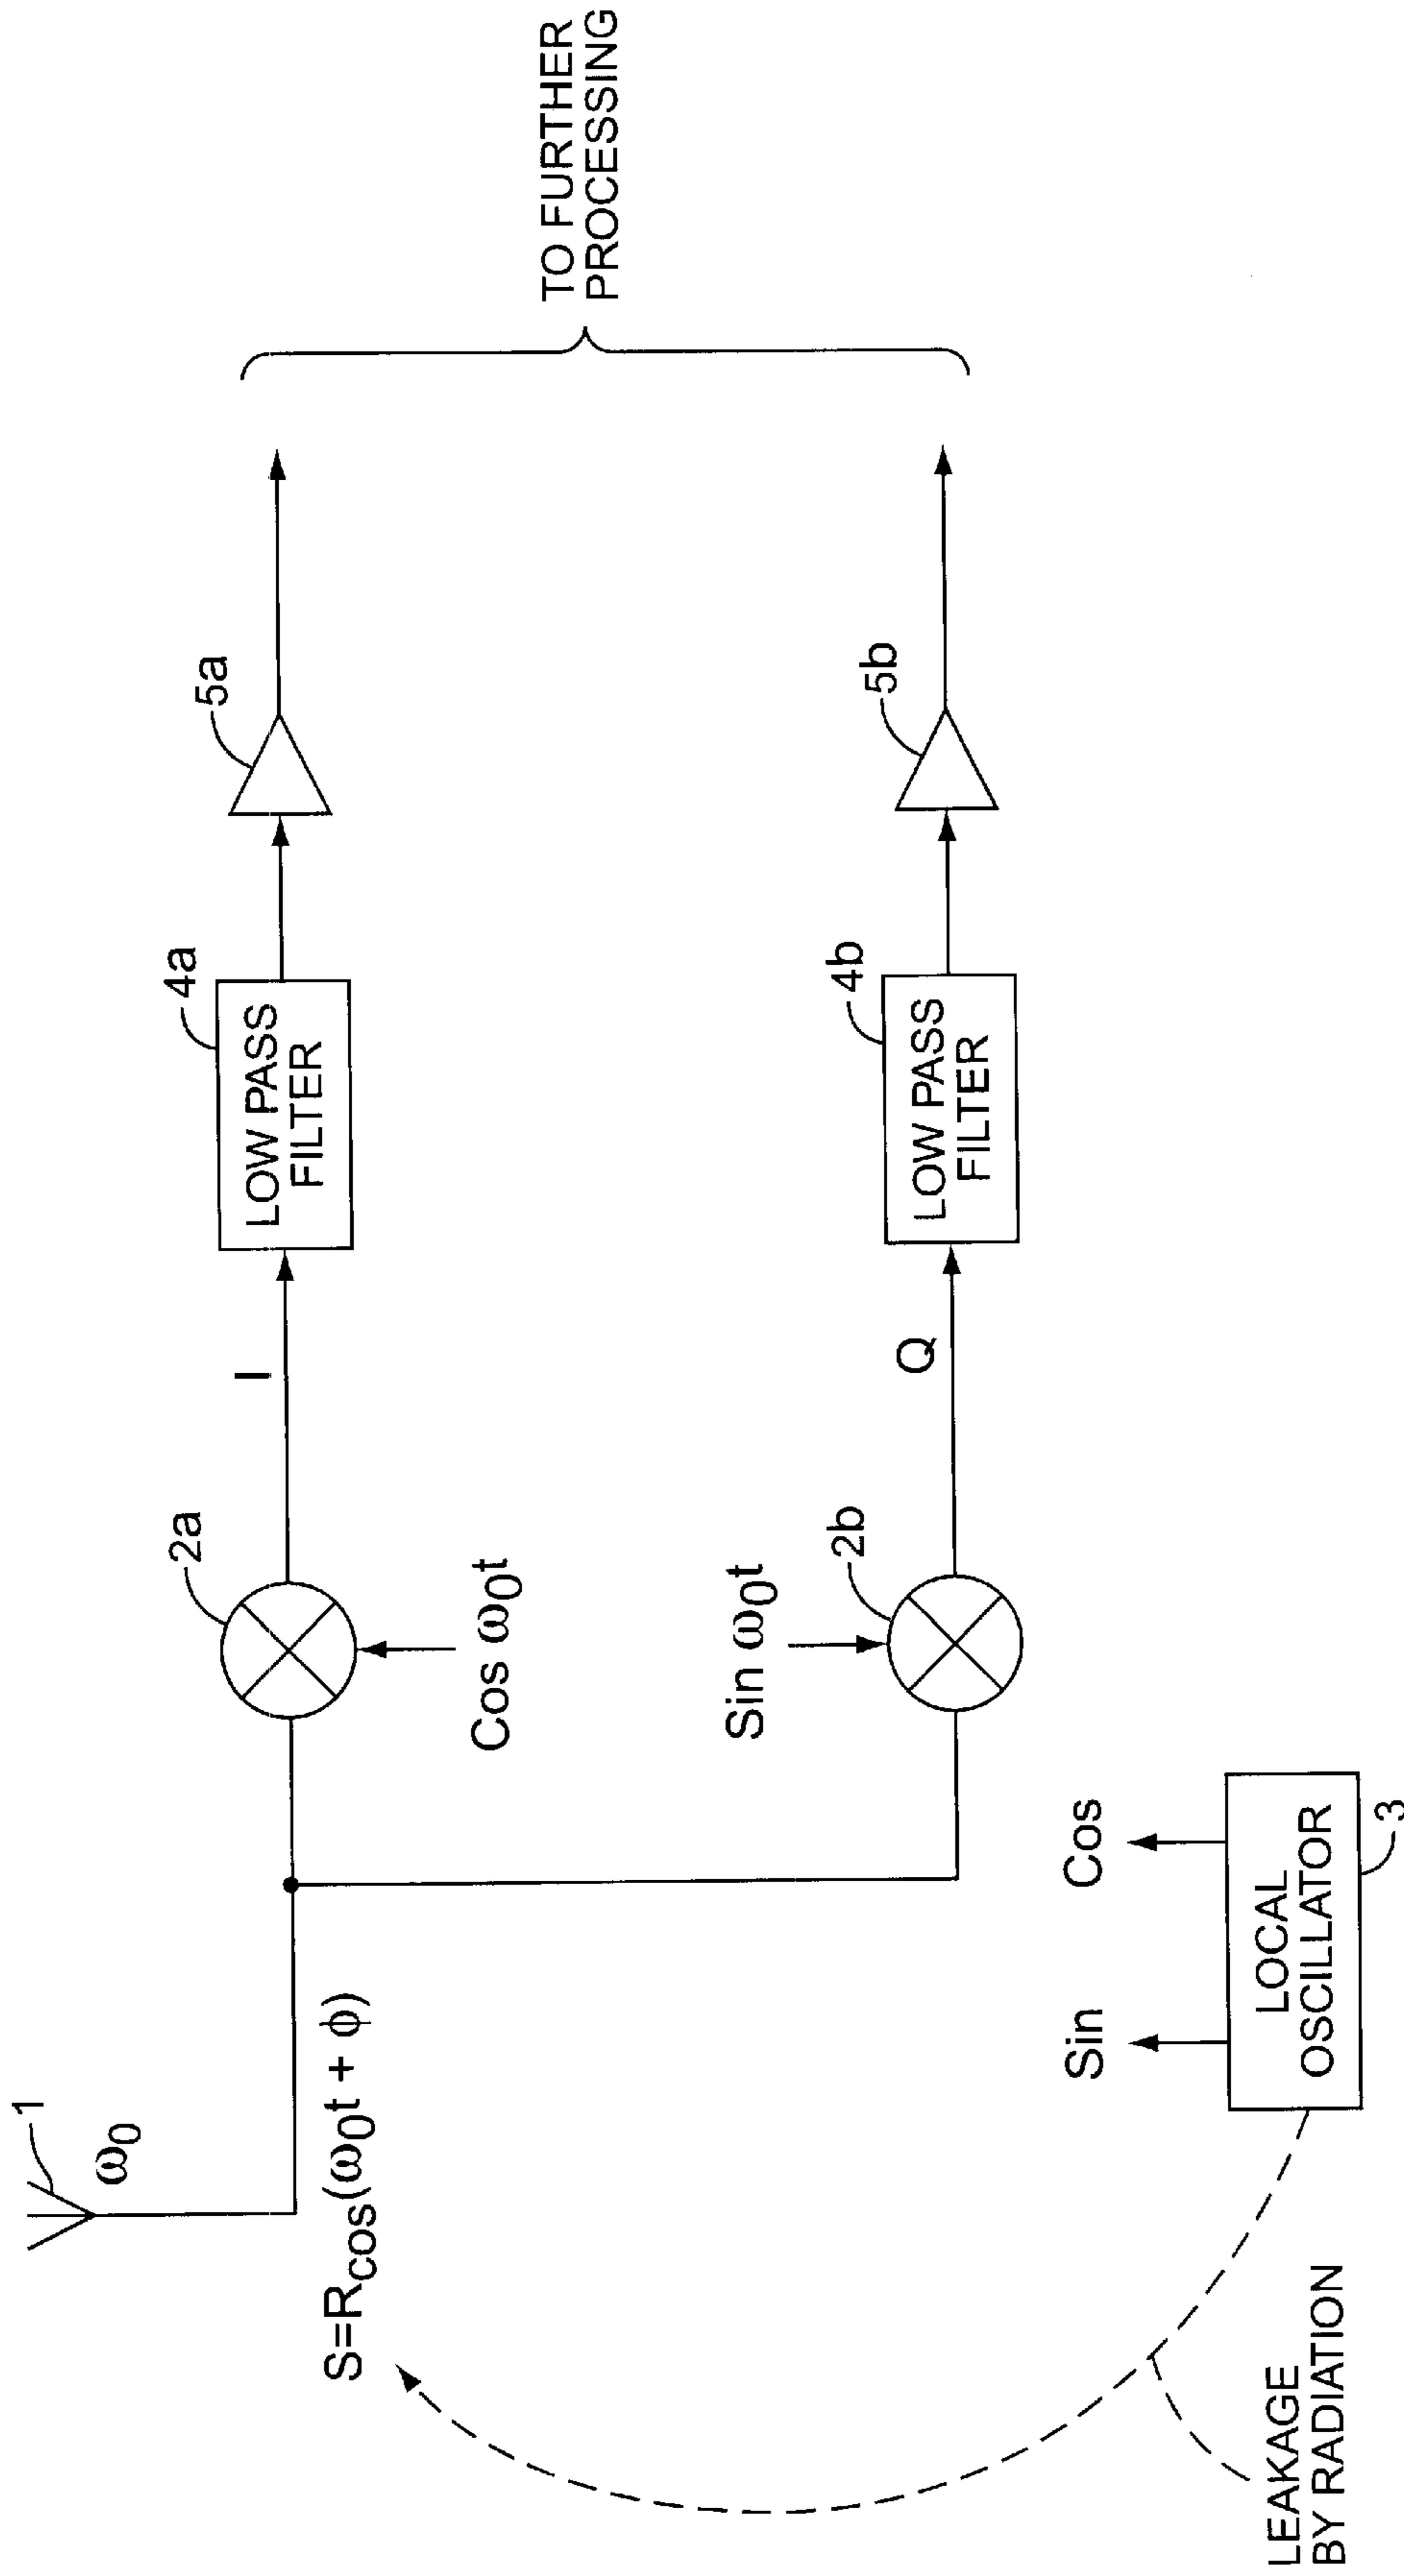 1
ω0
S=Rcos(ω0t + ϕ)
2a
Cos ω0t
I
4a
LOW PASS
FILTER
5a
Sin ω0t
2b
Q
4b
LOW PASS
FILTER
5b
TO FURTHER
PROCESSING
Sin
Cos
LOCAL
OSCILLATOR
3
LEAKAGE
BY RADIATION